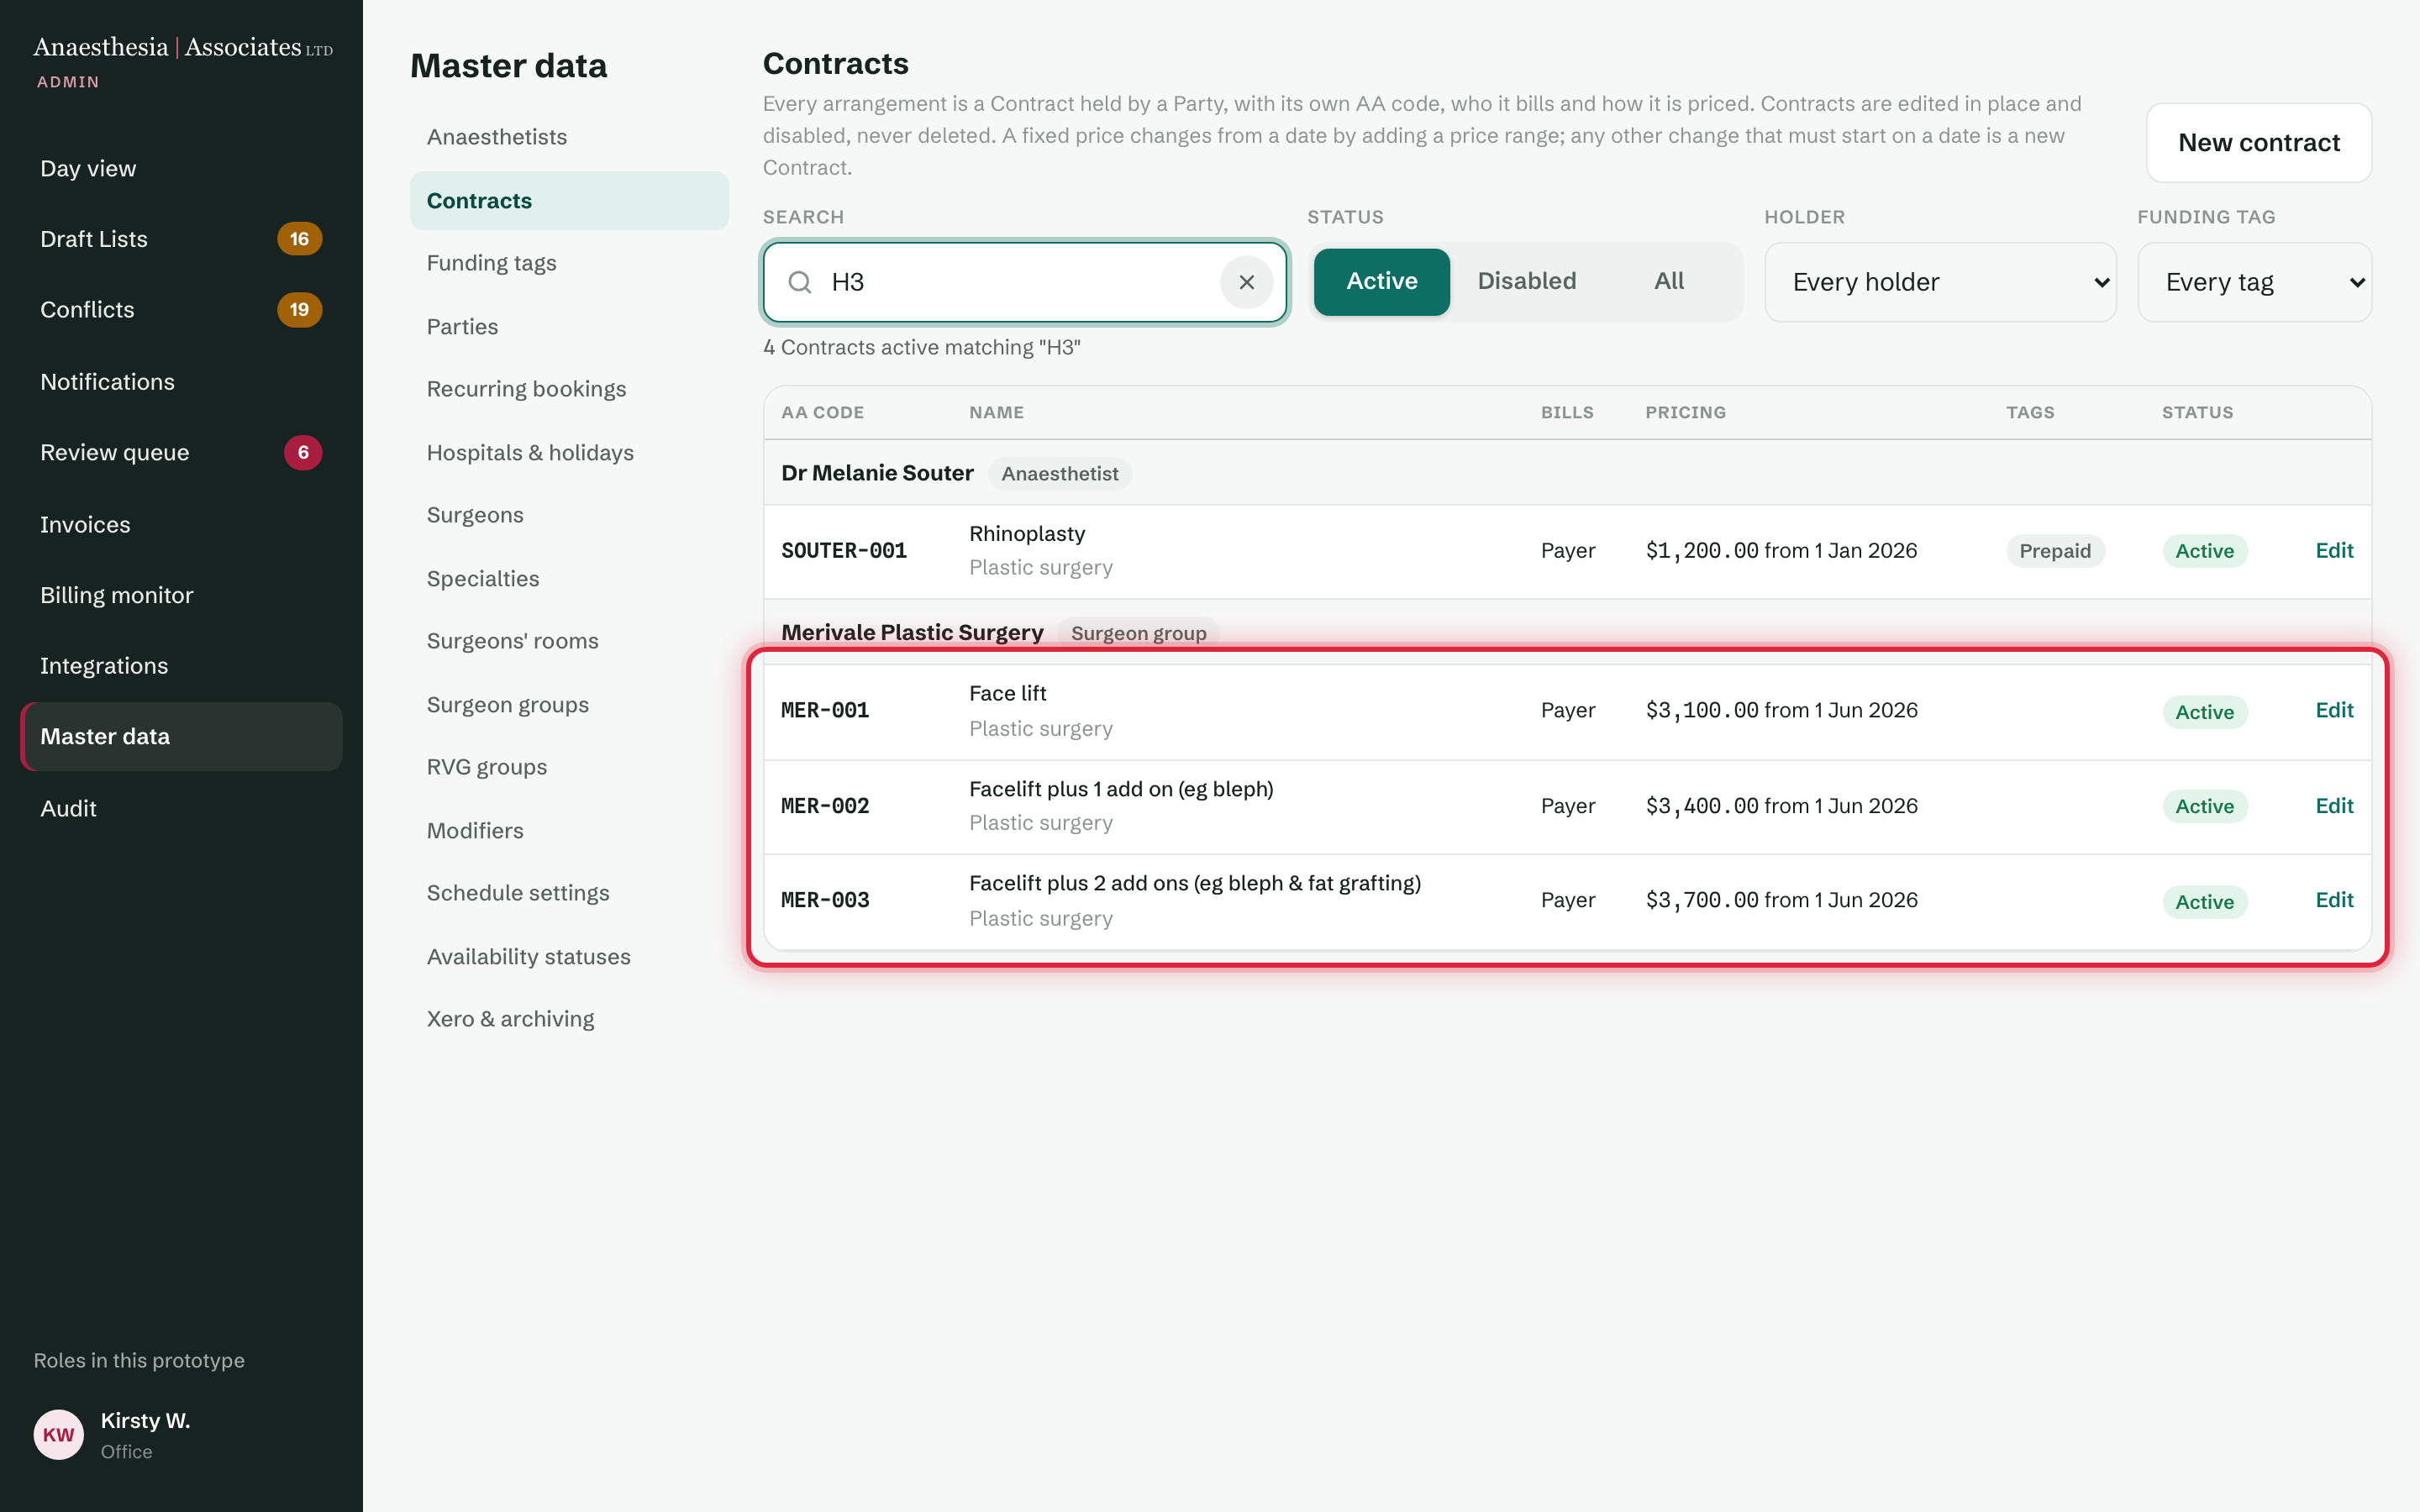 Anaesthesia | Associates LTD
ADMIN
Day view
Draft Lists 16
Conflicts 19
Notifications
Review queue 6
Invoices
Billing monitor
Integrations
Master data
Audit
Roles in this prototype
KW Kirsty W.
Office
Master data
Anaesthetists
Contracts
Funding tags
Parties
Recurring bookings
Hospitals & holidays
Surgeons
Specialties
Surgeons' rooms
Surgeon groups
RVG groups
Modifiers
Schedule settings
Availability statuses
Xero & archiving
Contracts
Every arrangement is a Contract held by a Party, with its own AA code, who it bills and how it is priced. Contracts are edited in place and
disabled, never deleted. A fixed price changes from a date by adding a price range; any other change that must start on a date is a new
Contract.
New contract
SEARCH STATUS HOLDER FUNDING TAG
H3 Active Disabled All Every holder Every tag
4 Contracts active matching "H3"
AA CODE NAME BILLS PRICING TAGS STATUS
Dr Melanie Souter Anaesthetist
SOUTER-001 Rhinoplasty Payer $1,200.00 from 1 Jan 2026 Prepaid Active Edit
Plastic surgery
Merivale Plastic Surgery Surgeon group
MER-001 Face lift Payer $3,100.00 from 1 Jun 2026 Active Edit
Plastic surgery
MER-002 Facelift plus 1 add on (eg bleph) Payer $3,400.00 from 1 Jun 2026 Active Edit
Plastic surgery
MER-003 Facelift plus 2 add ons (eg bleph & fat grafting) Payer $3,700.00 from 1 Jun 2026 Active Edit
Plastic surgery